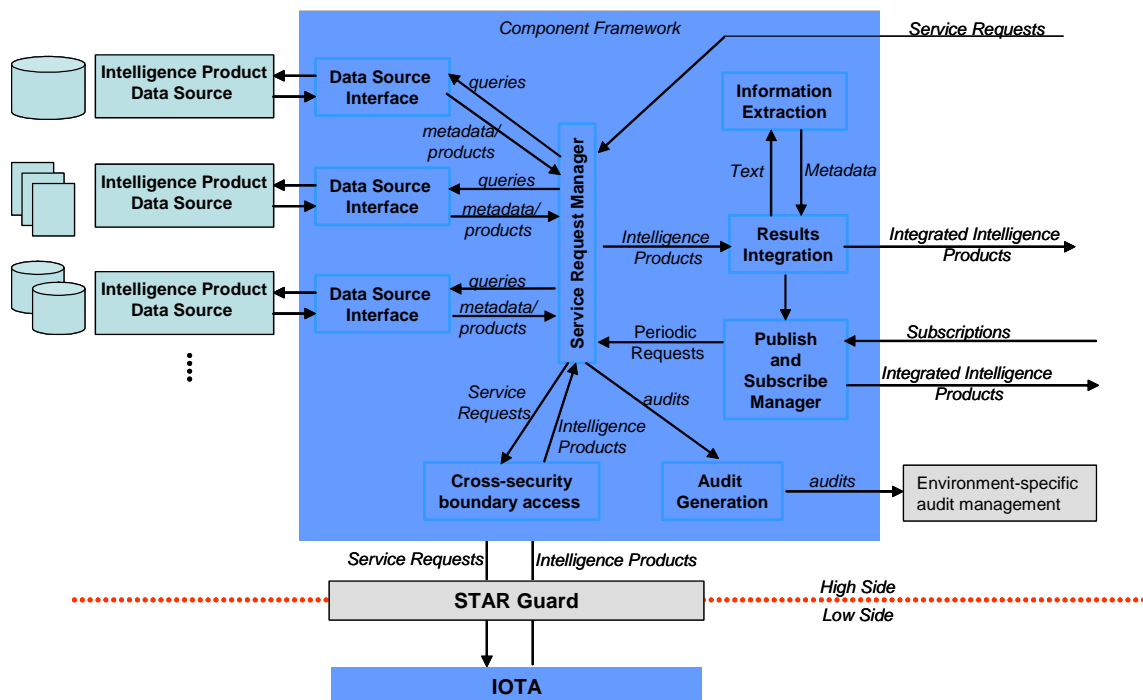 Component Framework
Service Requests
Intelligence Product
Data Source
Data Source
Interface
queries
metadata/
products
Information
Extraction
Text
Metadata
Intelligence Product
Data Source
Data Source
Interface
queries
metadata/
products
Service Request Manager
Intelligence
Products
Results
Integration
Integrated Intelligence
Products
Intelligence Product
Data Source
Data Source
Interface
queries
metadata/
products
Periodic
Requests
Publish
and
Subscribe
Manager
Subscriptions
Integrated Intelligence
Products
Service
Requests
Intelligence
Products
audits
Cross-security
boundary access
Audit
Generation
audits
Environment-specific
audit management
Service Requests
Intelligence Products
STAR Guard
High Side
Low Side
IOTA